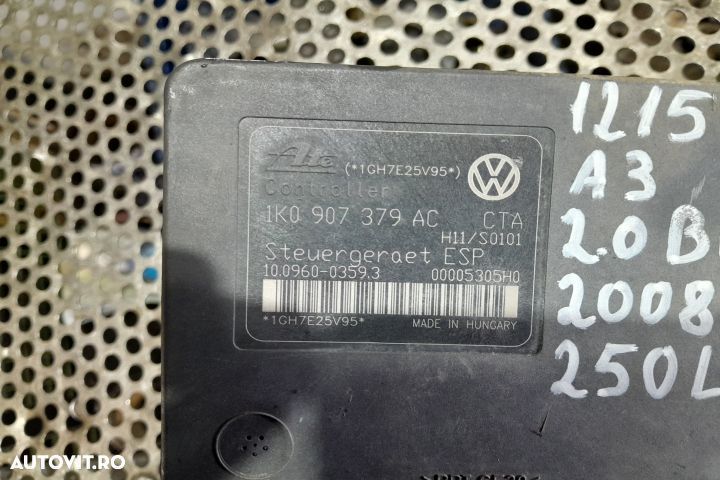 Ate (*1GH7E25V95*)
Controller
1K0 907 379 AC CTA
H11/S0101
Steuergeraet ESP
10.0960-0359.3 00005305H0
*1GH7E25V95* MADE IN HUNGARY
1215
A3
2.0 B
2008
250L
AUTOVIT.RO